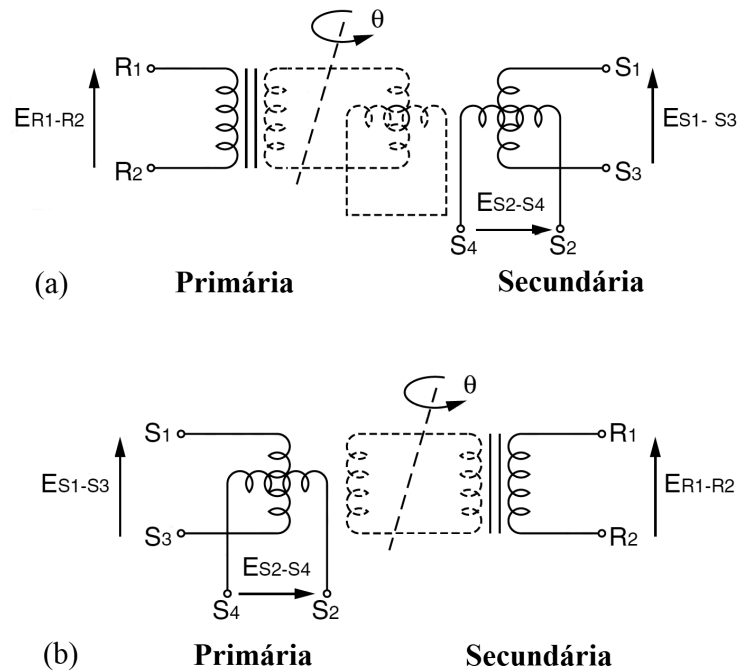 θ
R1
S1
ER1-R2
ES1- S3
R2
S3
ES2-S4
S4
S2
(a)
Primária
Secundária
θ
S1
R1
ES1-S3
ER1-R2
S3
R2
ES2-S4
S4
S2
(b)
Primária
Secundária